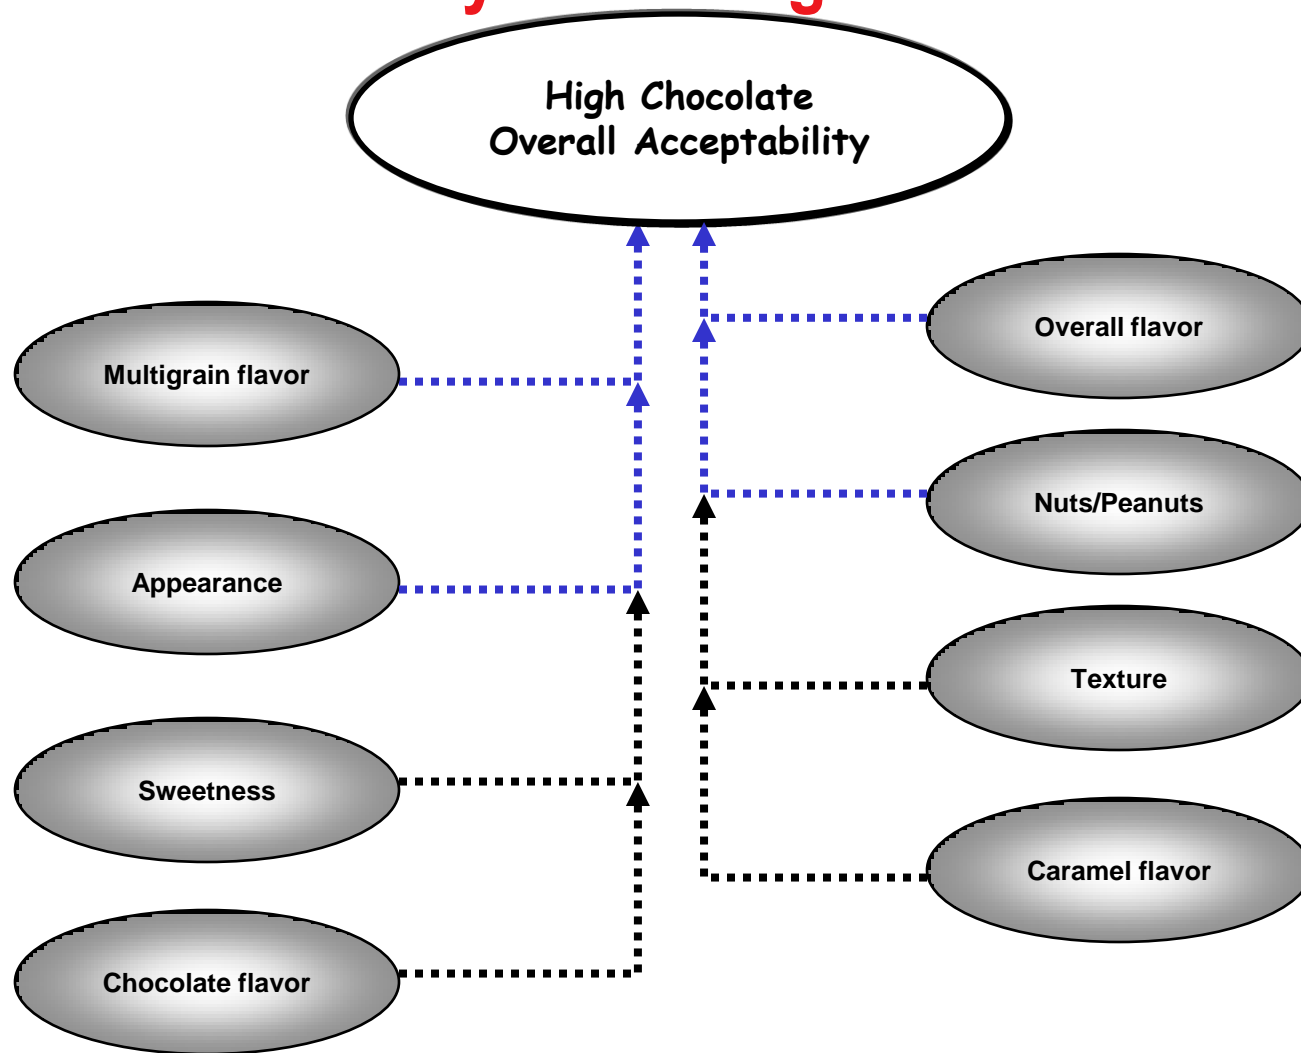 High Chocolate
Overall Acceptability
Overall flavor
Multigrain flavor
Nuts/Peanuts
Appearance
Texture
Sweetness
Caramel flavor
Chocolate flavor